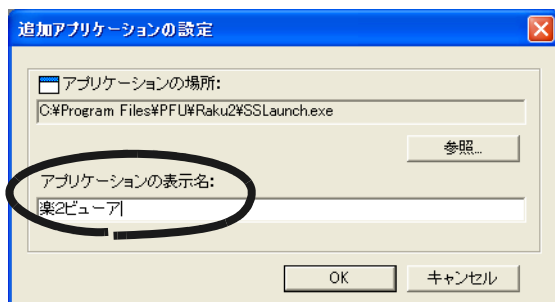 追加アプリケーションの設定
アプリケーションの場所:
C:¥Program Files¥PFU¥Raku2¥SSLaunch.exe
参照...
アプリケーションの表示名:
楽2ビューア
OK キャンセル